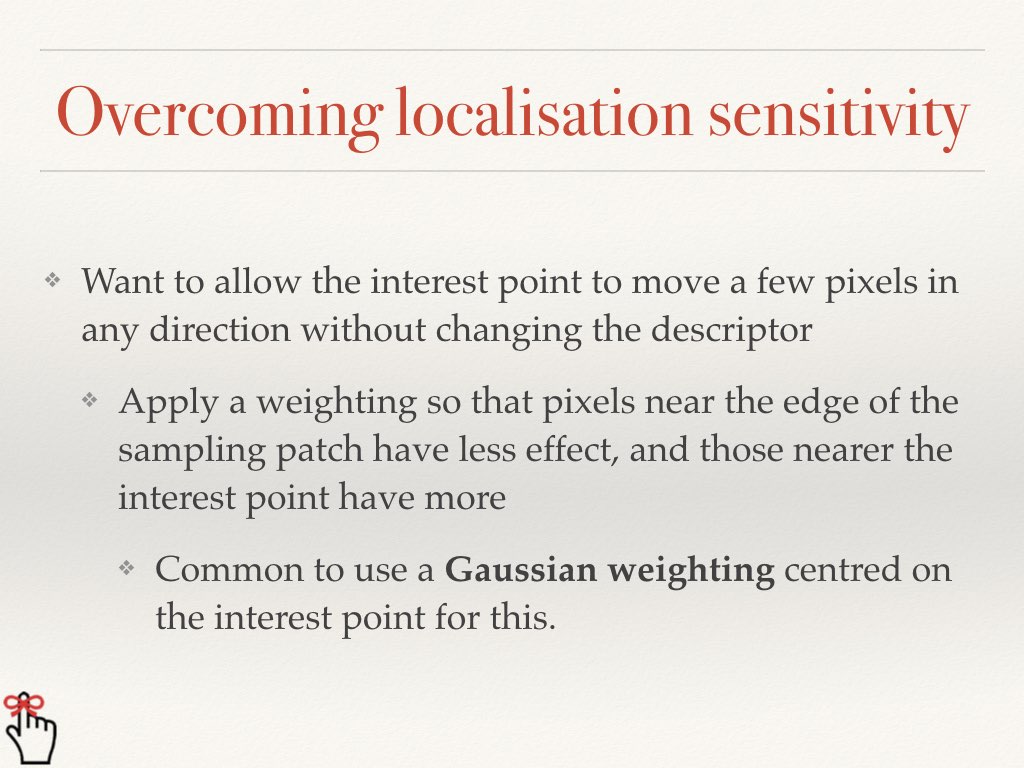 Overcoming localisation sensitivity
❖ Want to allow the interest point to move a few pixels in
any direction without changing the descriptor
❖ Apply a weighting so that pixels near the edge of the
sampling patch have less effect, and those nearer the
interest point have more
❖ Common to use a Gaussian weighting centred on
the interest point for this.